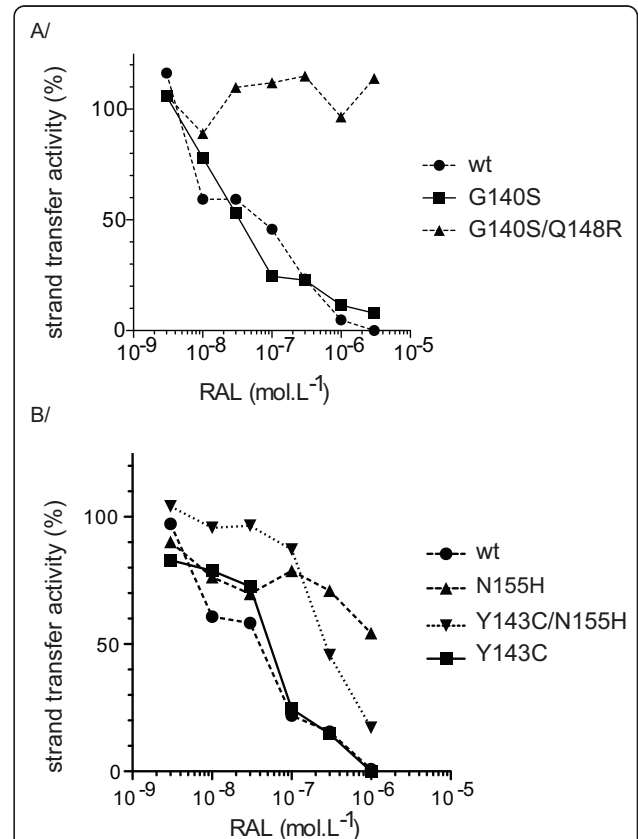 A/
strand transfer activity (%)
100
50
0
10-9 10-8 10-7 10-6 10-5
RAL (mol.L-1)
wt
G140S
G140S/Q148R
B/
strand transfer activity (%)
100
50
0
10-9 10-8 10-7 10-6 10-5
RAL (mol.L-1)
wt
N155H
Y143C/N155H
Y143C